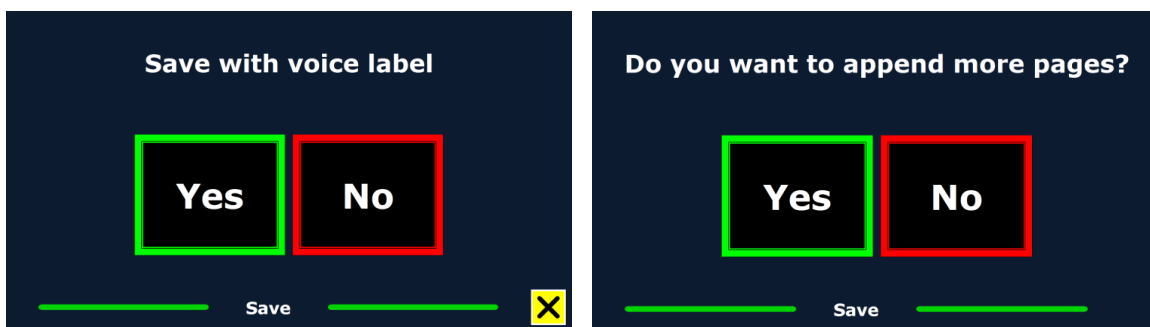 Save with voice label
Yes No
Save
Do you want to append more pages?
Yes No
Save